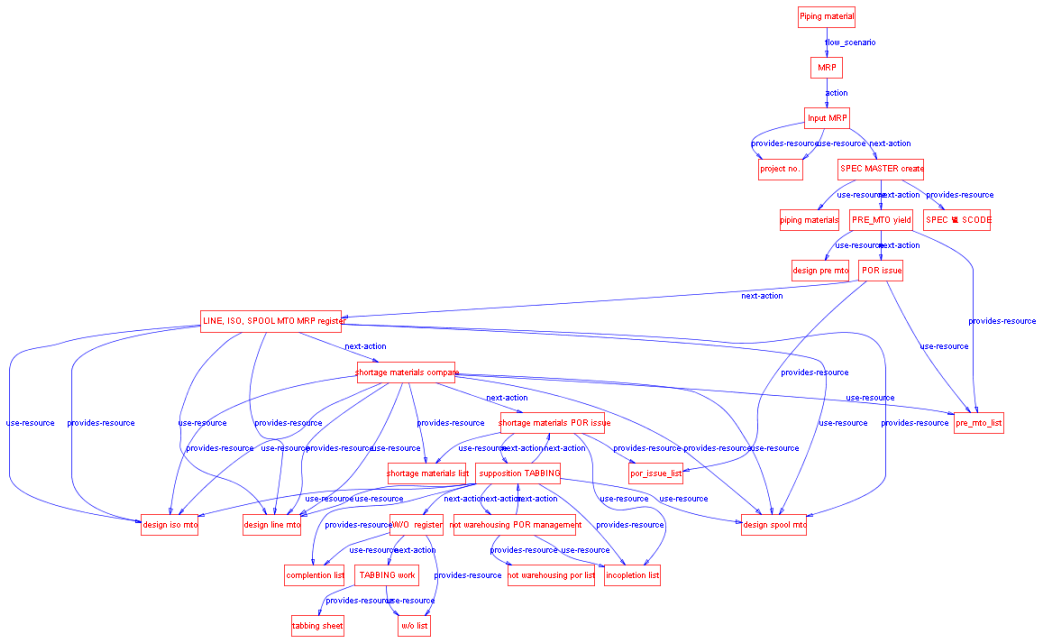 Piping material
flow_scenario
MRP
action
Input MRP
provides-resource
use-resource
next-action
project no.
SPEC MASTER create
use-resource
next-action
provides-resource
piping materials
PRE_MTO yield
SPEC SCODE
use-resource
next-action
design pre mto
POR issue
next-action
LINE, ISO, SPOOL MTO MRP register
provides-resource
next-action
use-resource
shortage materials compare
provides-resource
next-action
use-resource
use-resource
provides-resource
use-resource
provides-resource
use-resource
provides-resource
shortage materials POR issue
pre_mto_list
provides-resource
use-resource
provides-resource
use-resource
provides-resource
use-resource
next-action
next-action
provides-resource
provides-resource
use-resource
shortage materials list
supposition TABBING
por_issue_list
use-resource
use-resource
next-action
next-action
next-action
use-resource
use-resource
design iso mto
design line mto
provides-resource
W/O register
not warehousing POR management
provides-resource
design spool mto
use-resource
next-action
provides-resource
use-resource
complention list
TABBING work
provides-resource
not warehousing por list
incopletion list
provides-resource
use-resource
tabbing sheet
w/o list